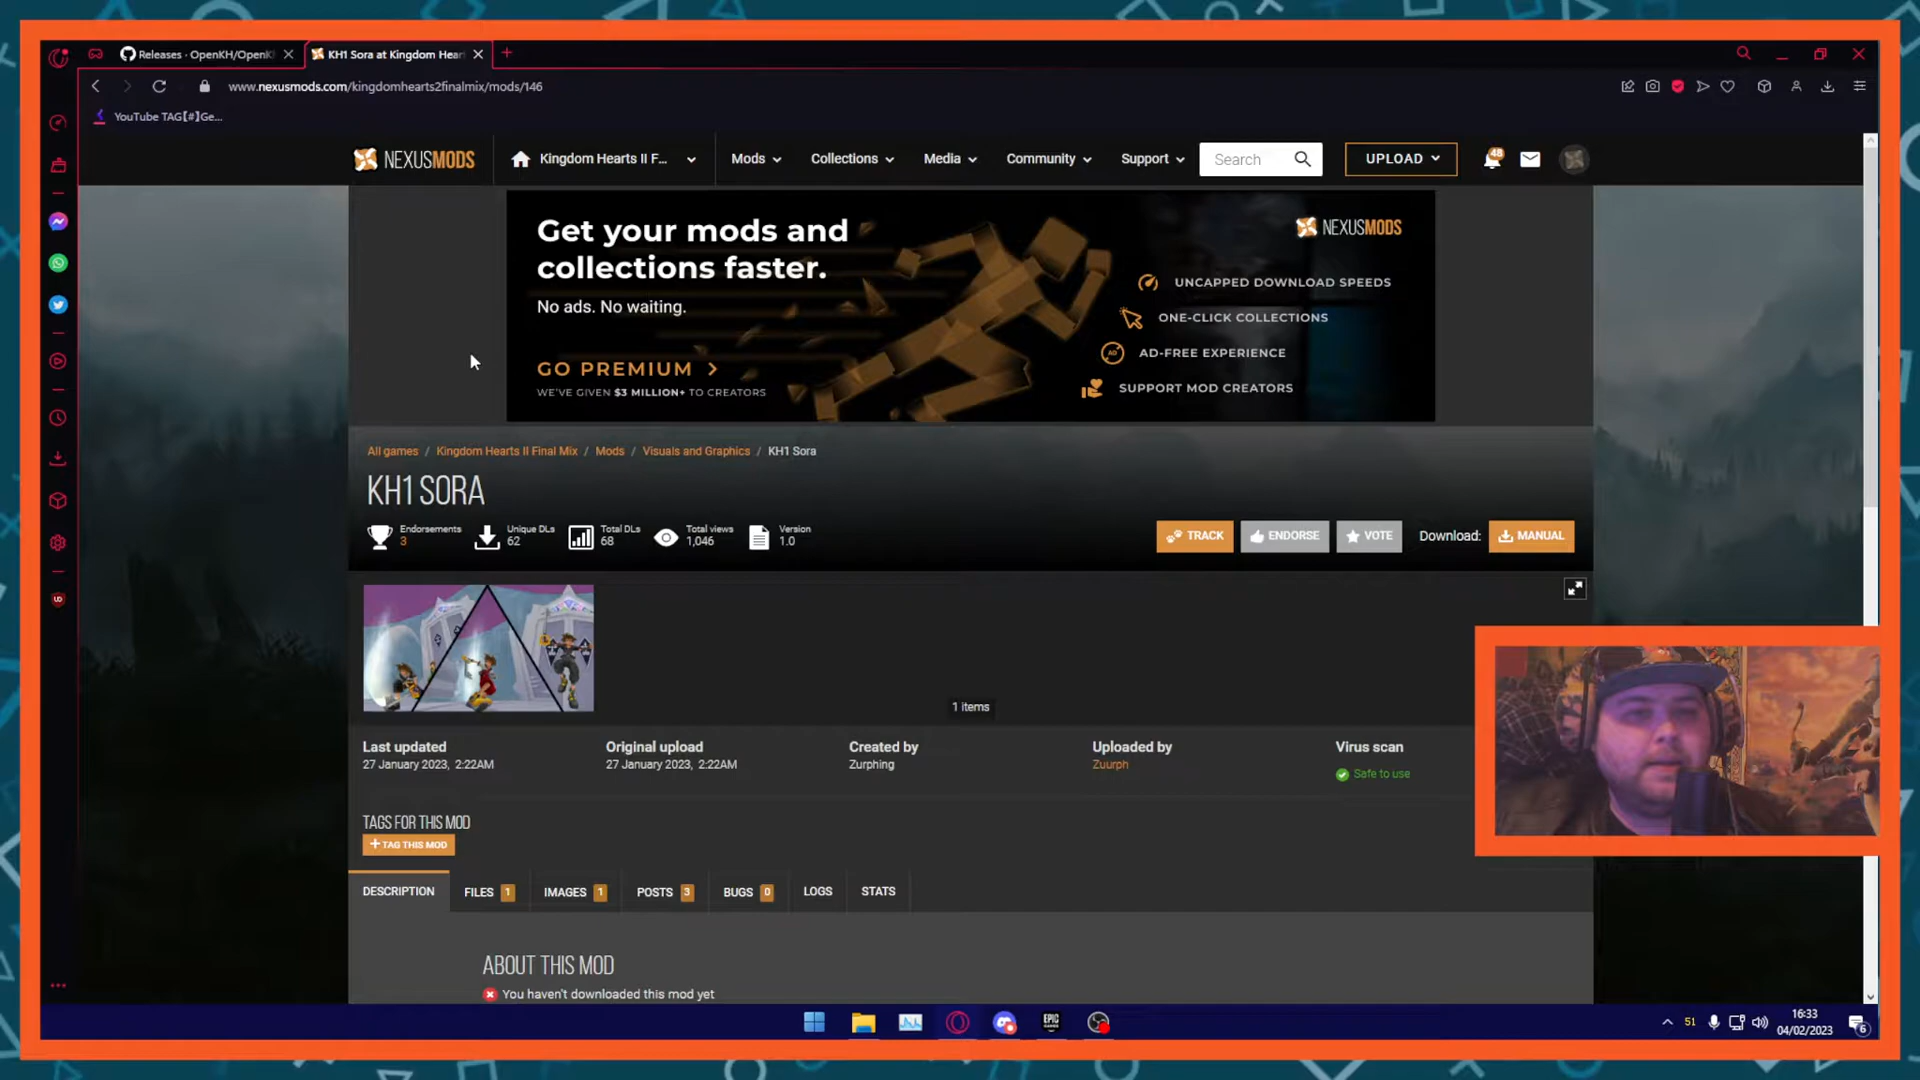 Releases · OpenKH/OpenK
KH1 Sora at Kingdom Hear
www.nexusmods.com/kingdomhearts2finalmix/mods/146
YouTube TAG【#】Ge...
NEXUSMODS
Kingdom Hearts II F...
Mods
Collections
Media
Community
Support
Search
UPLOAD
48
Get your mods and
collections faster.
No ads. No waiting.
GO PREMIUM
WE'VE GIVEN $3 MILLION+ TO CREATORS
NEXUSMODS
UNCAPPED DOWNLOAD SPEEDS
ONE-CLICK COLLECTIONS
AD
AD-FREE EXPERIENCE
SUPPORT MOD CREATORS
All games / Kingdom Hearts II Final Mix / Mods / Visuals and Graphics / KH1 Sora
KH1 SORA
Endorsements
3
Unique DLs
62
Total DLs
68
Total views
1,046
Version
1.0
TRACK
ENDORSE
VOTE
Download:
MANUAL
1 items
Last updated
27 January 2023, 2:22AM
Original upload
27 January 2023, 2:22AM
Created by
Zurphing
Uploaded by
Zuurph
Virus scan
Safe to use
TAGS FOR THIS MOD
+ TAG THIS MOD
DESCRIPTION
FILES 1
IMAGES 1
POSTS 3
BUGS 0
LOGS
STATS
ABOUT THIS MOD
You haven't downloaded this mod yet
EPIC
GAMES
51
16:33
04/02/2023
6